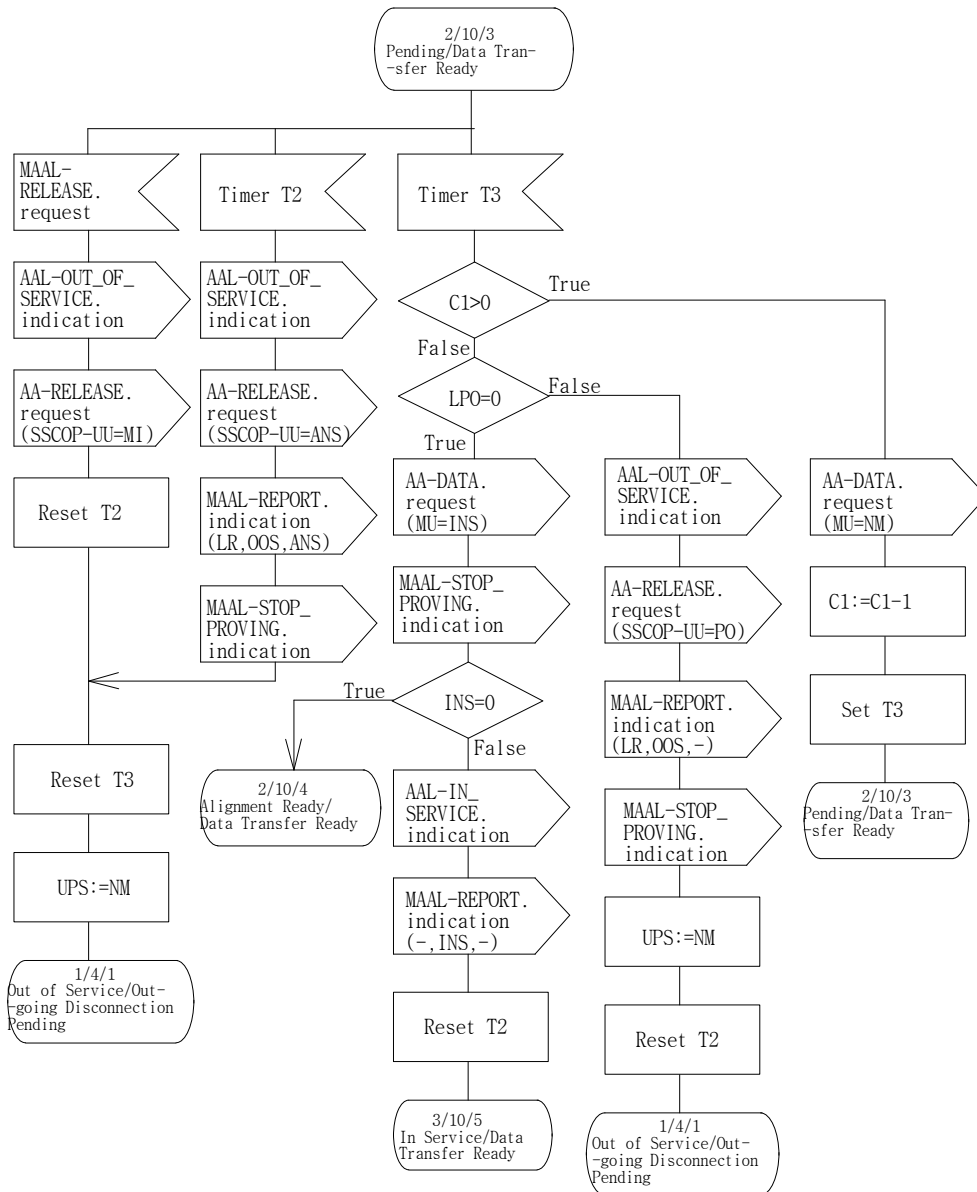 2/10/3
Pending/Data Tran-
-sfer Ready
MAAL-
RELEASE.
request
Timer T2
Timer T3
AAL-OUT_OF_
SERVICE.
indication
AAL-OUT_OF_
SERVICE.
indication
C1>0
True
False
AA-RELEASE.
request
(SSCOP-UU=MI)
AA-RELEASE.
request
(SSCOP-UU=ANS)
LPO=0
False
True
Reset T2
MAAL-REPORT.
indication
(LR,OOS,ANS)
AA-DATA.
request
(MU=INS)
AAL-OUT_OF_
SERVICE.
indication
AA-DATA.
request
(MU=NM)
MAAL-STOP_
PROVING.
indication
MAAL-STOP_
PROVING.
indication
AA-RELEASE.
request
(SSCOP-UU=PO)
C1:=C1-1
True
INS=0
False
MAAL-REPORT.
indication
(LR,OOS,-)
Set T3
Reset T3
2/10/4
Alignment Ready/
Data Transfer Ready
AAL-IN_
SERVICE.
indication
MAAL-STOP_
PROVING.
indication
2/10/3
Pending/Data Tran-
-sfer Ready
UPS:=NM
MAAL-REPORT.
indication
(-,INS,-)
UPS:=NM
1/4/1
Out of Service/Out-
-going Disconnection
Pending
Reset T2
Reset T2
3/10/5
In Service/Data
Transfer Ready
1/4/1
Out of Service/Out-
-going Disconnection
Pending